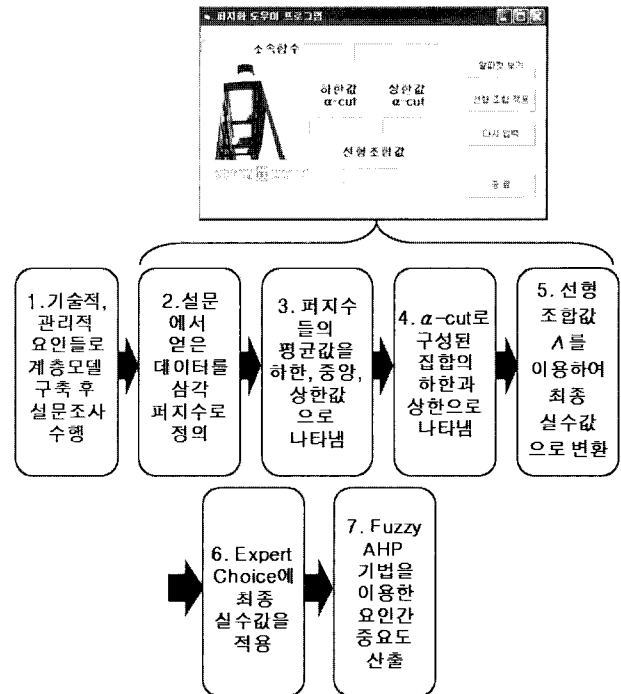 퍼지화 도우미 프로그램
소속함수
하한값
α-cut
상한값
α-cut
선형조합값
알파컷 보기
선형 조합 적용
다시 입력
종 료
1.기술적,
관리적
요인들로
계층모델
구축 후
설문조사
수행
2.설문
에서
얻은
데이터를
삼각
퍼지수로
정의
3. 퍼지수
들의
평균값을
하한, 중앙,
상한값
으로
나타냄
4. α-cut로
구성된
집합의
하한과
상한으로
나타냄
5. 선형
조합값
Λ를
이용하여
최종
실수값
으로 변환
6. Expert
Choice에
최종
실수값을
적용
7. Fuzzy
AHP
기법을
이용한
요인간
중요도
산출